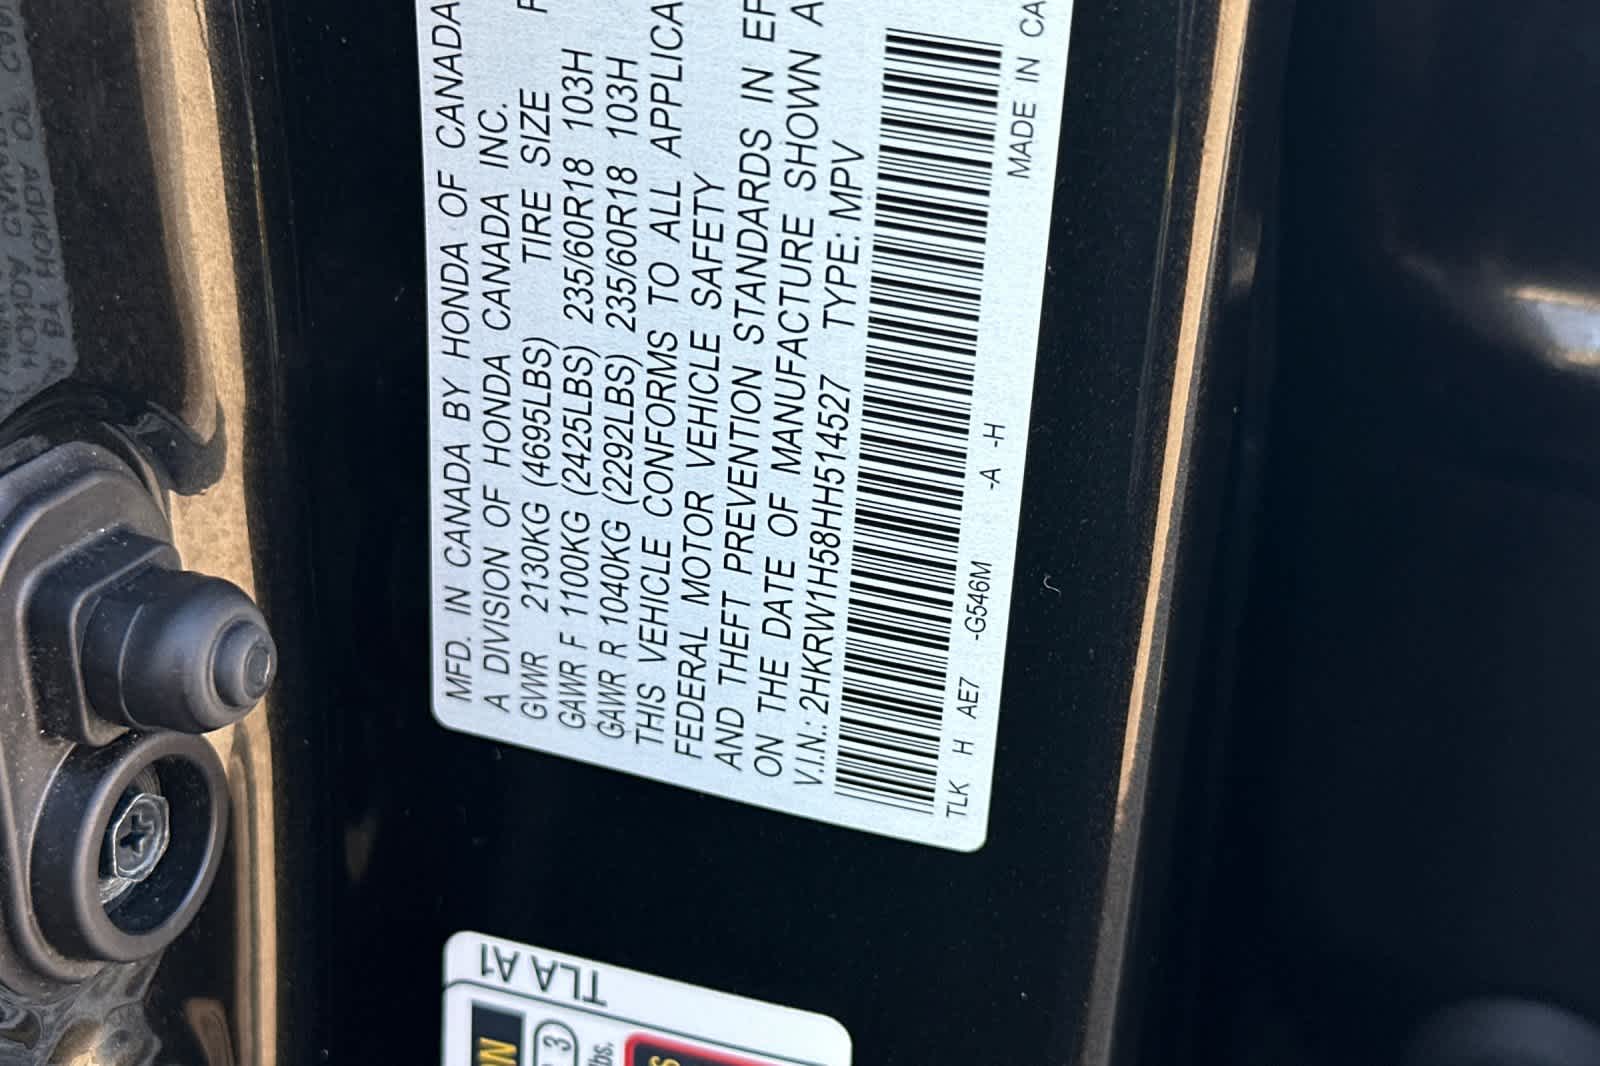 MFD. IN CANADA BY HONDA OF CANADA
A DIVISION OF HONDA CANADA INC.
GVWR 2130KG (4695LBS) TIRE SIZE
GAWR F 1100KG (2425LBS) 235/60R18 103H
GAWR R 1040KG (2292LBS) 235/60R18 103H
THIS VEHICLE CONFORMS TO ALL APPLICA
FEDERAL MOTOR VEHICLE SAFETY
AND THEFT PREVENTION STANDARDS IN EF
ON THE DATE OF MANUFACTURE SHOWN A
V.I.N.: 2HKRW1H58HH514527 TYPE: MPV
TLK H AE7 -G546M -A -H
MADE IN CA
TLA A1
3
lbs.